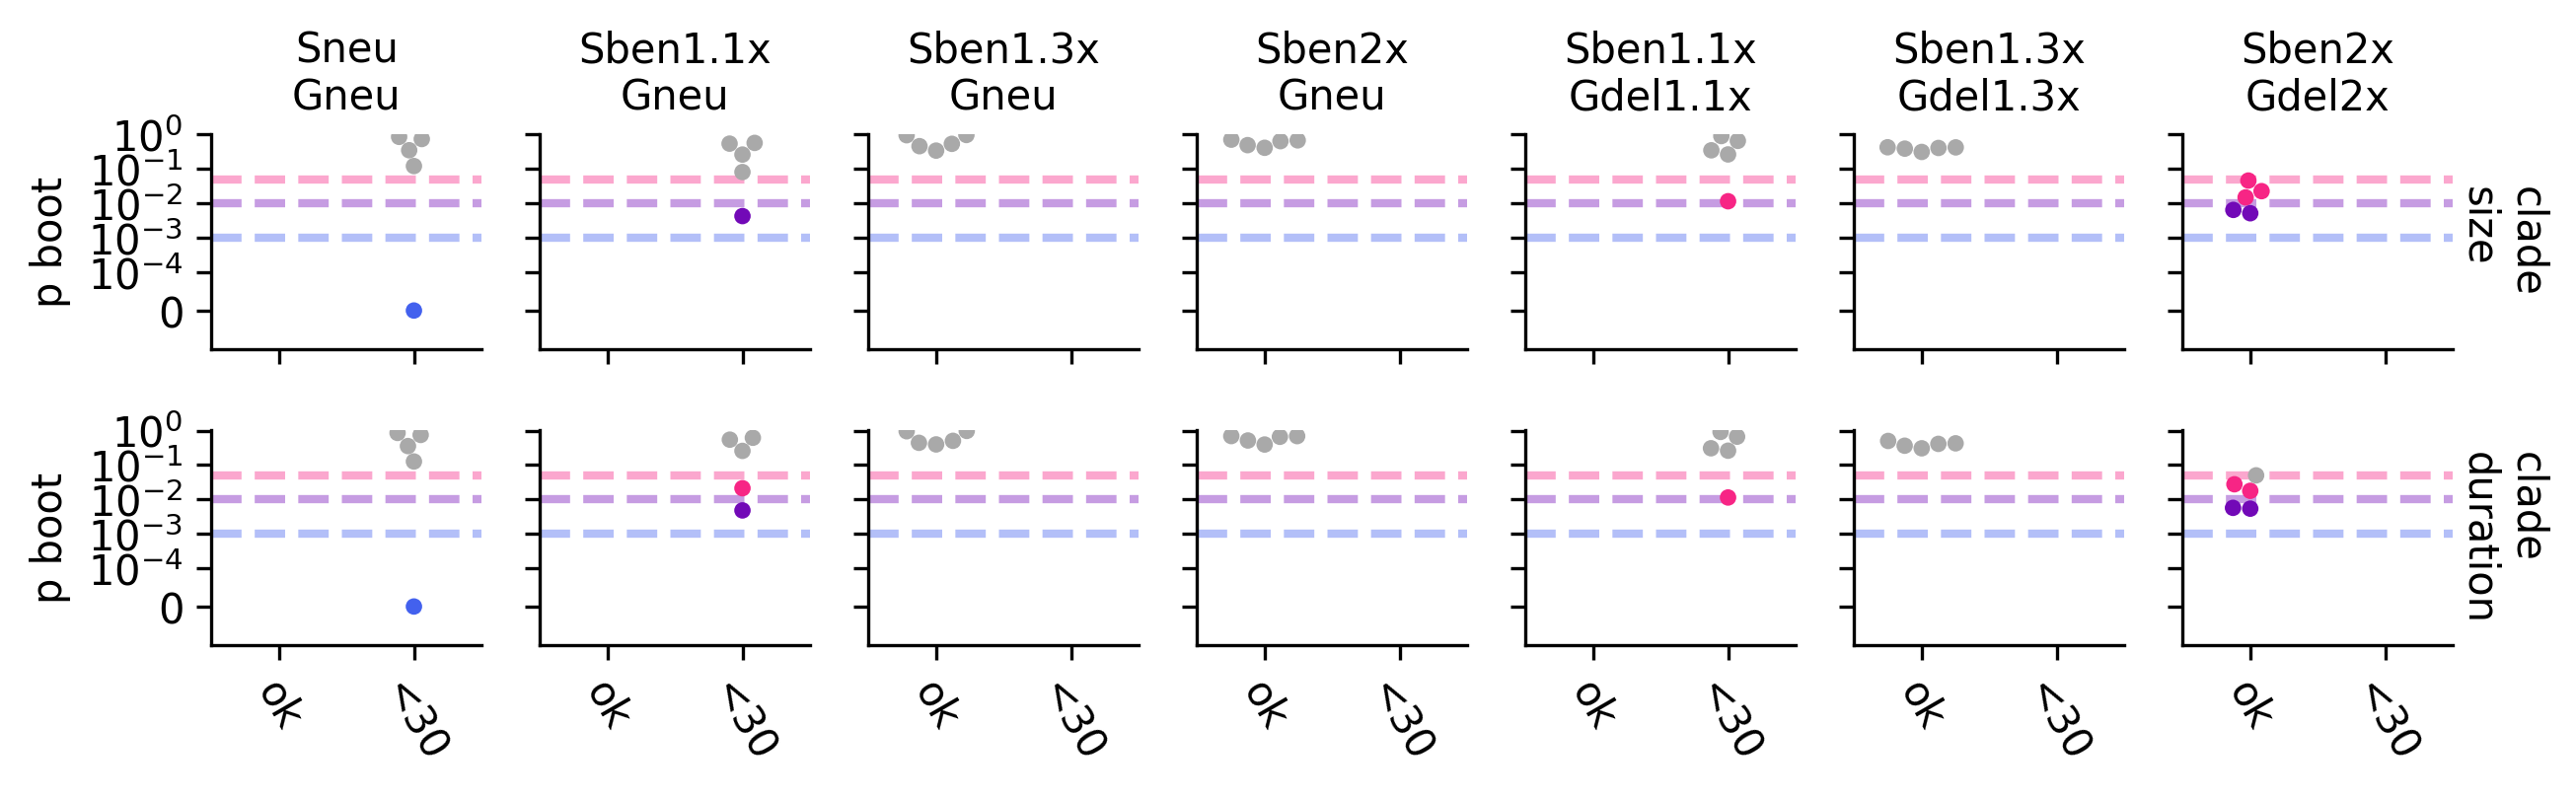 Sneu Sben1.1x Sben1.3x Sben2x Sben1.1x Sben1.3x Sben2x
Gneu Gneu Gneu Gneu Gdel1.1x Gdel1.3x Gdel2x
p boot
10⁰
10⁻¹
10⁻²
10⁻³
10⁻⁴
0
clade
size
p boot
10⁰
10⁻¹
10⁻²
10⁻³
10⁻⁴
0
clade
duration
ok <30 ok <30 ok <30 ok <30 ok <30 ok <30 ok <30